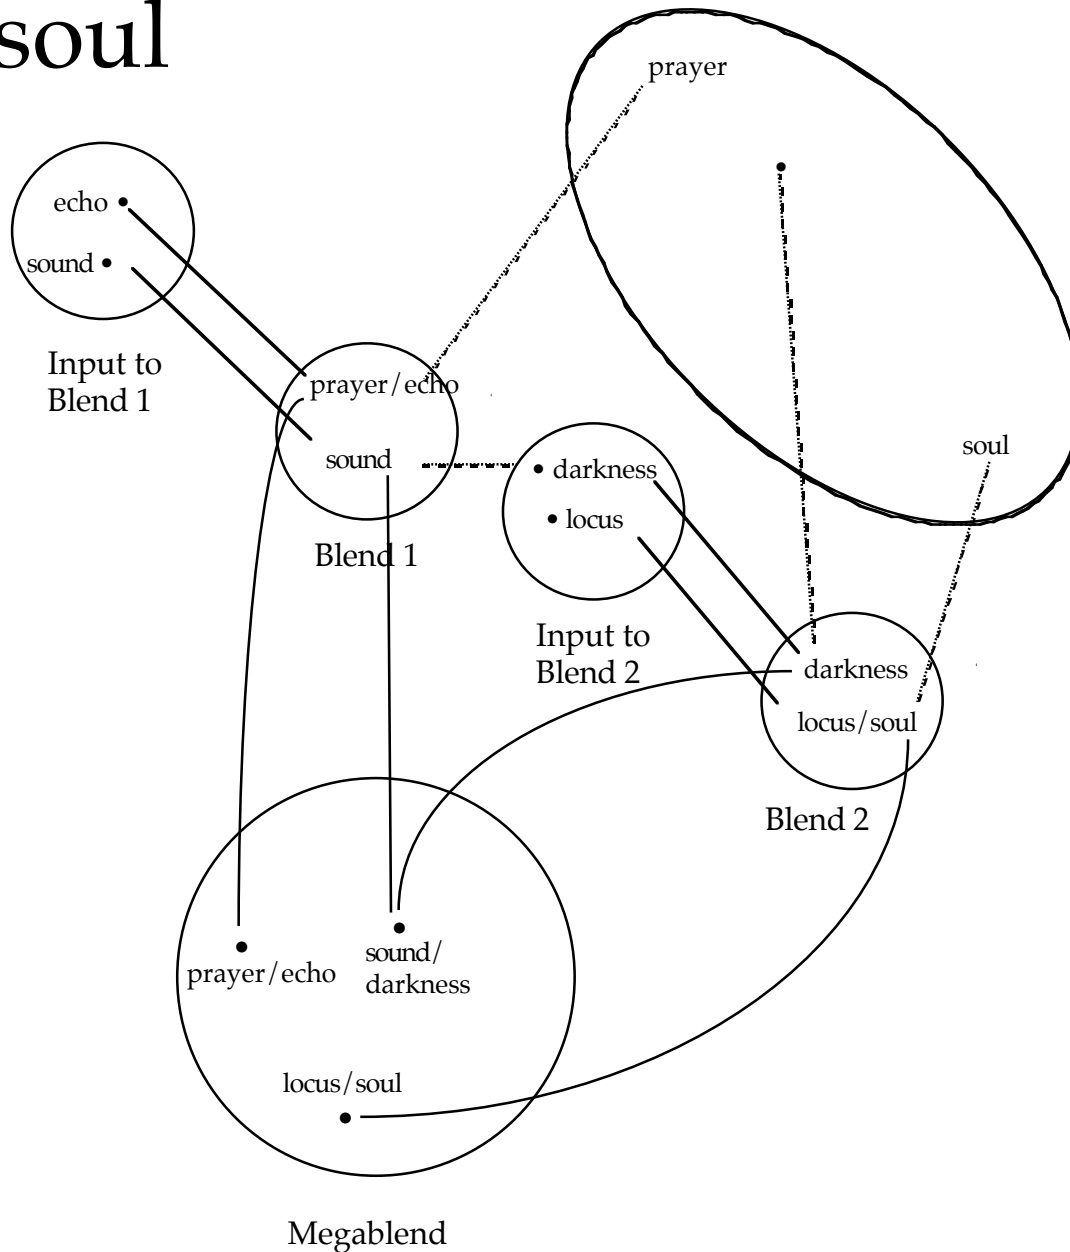 soul
prayer
echo
sound
Input to
Blend 1
prayer/echo
sound
Blend 1
soul
darkness
locus
Input to
Blend 2
darkness
locus/soul
Blend 2
prayer/echo
sound/
darkness
locus/soul
Megablend